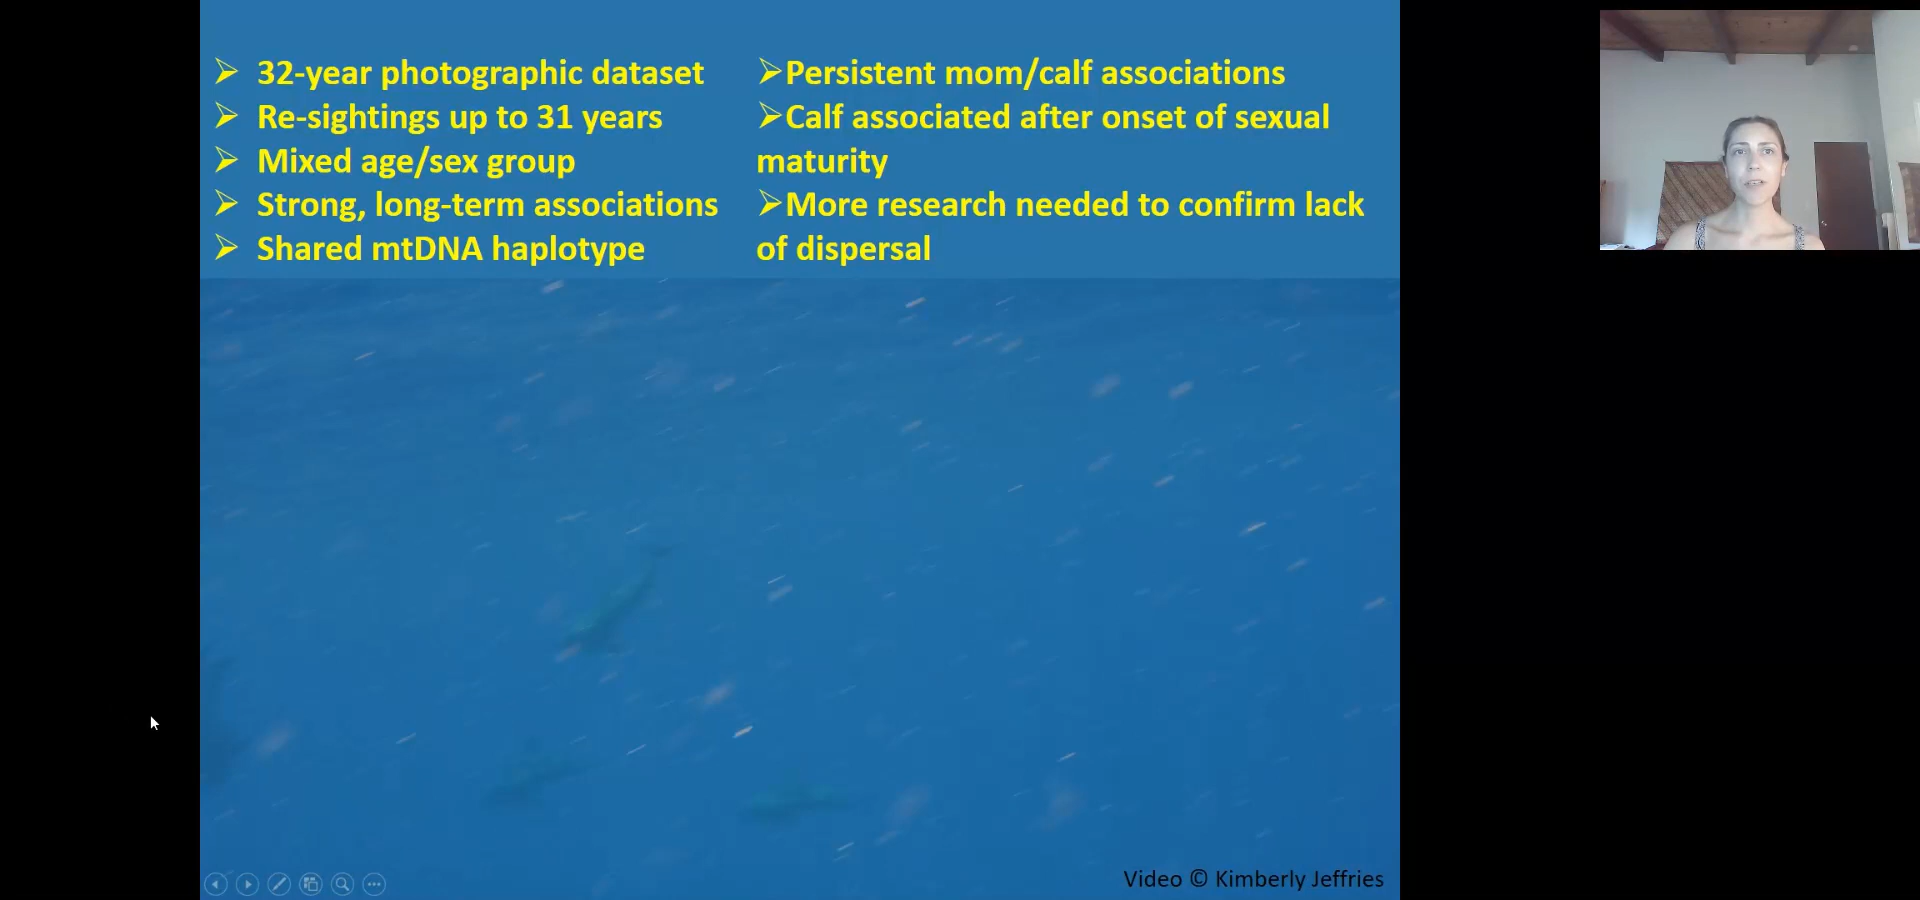 ➢ 32-year photographic dataset
➢ Re-sightings up to 31 years
➢ Mixed age/sex group
➢ Strong, long-term associations
➢ Shared mtDNA haplotype
➢Persistent mom/calf associations
➢Calf associated after onset of sexual
maturity
➢More research needed to confirm lack
of dispersal
Video © Kimberly Jeffries